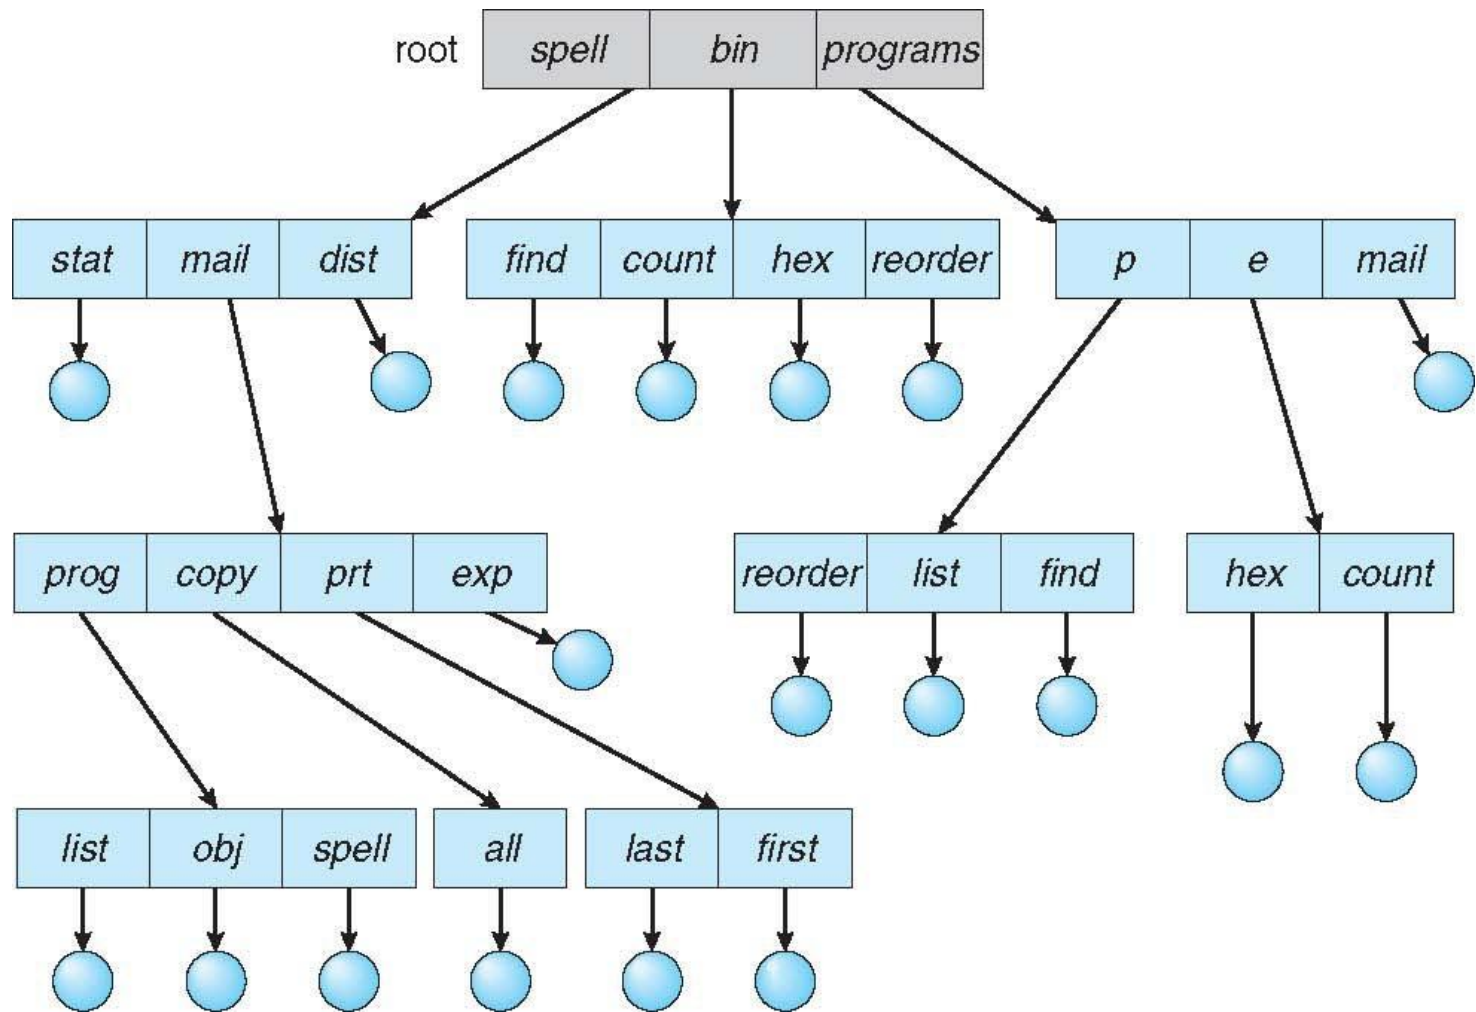 root spell bin programs
stat mail dist find count hex reorder p e mail
prog copy prt exp reorder list find hex count
list obj spell all last first